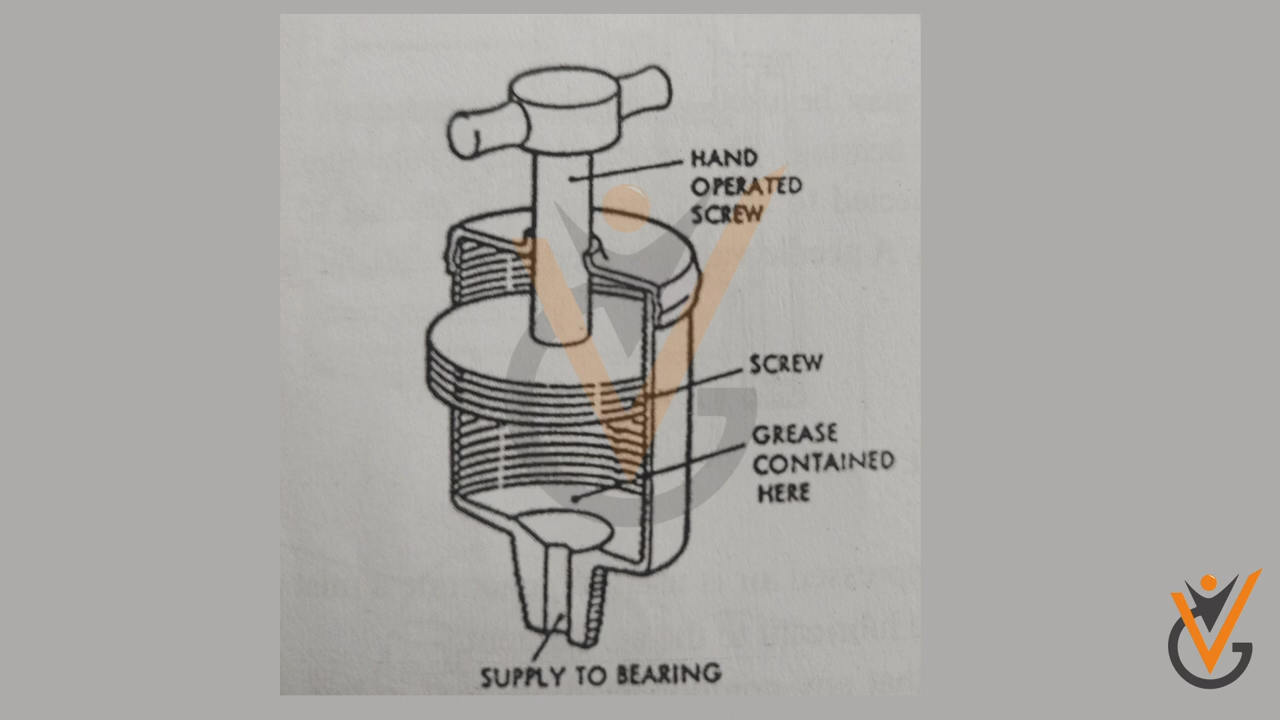 HAND
OPERATED
SCREW
SCREW
GREASE
CONTAINED
HERE
SUPPLY TO BEARING